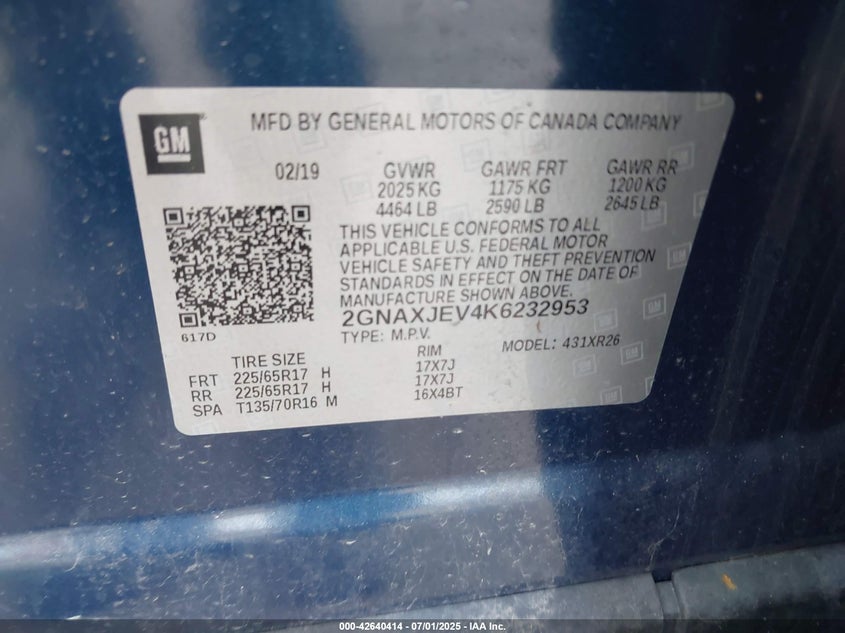 GM
MFD BY GENERAL MOTORS OF CANADA COMPANY
02/19 GVWR GAWR FRT GAWR RR
2025 KG 1175 KG 1200 KG
4464 LB 2590 LB 2645 LB
THIS VEHICLE CONFORMS TO ALL
APPLICABLE U.S. FEDERAL MOTOR
VEHICLE SAFETY AND THEFT PREVENTION
STANDARDS IN EFFECT ON THE DATE OF
MANUFACTURE SHOWN ABOVE.
2GNAXJEV4K6232953
617D
TYPE: M.P.V. MODEL: 431XR26
TIRE SIZE RIM
FRT 225/65R17 H 17X7J
RR 225/65R17 H 17X7J
SPA T135/70R16 M 16X4BT
000-42640414 - 07/01/2025 - IAA Inc.